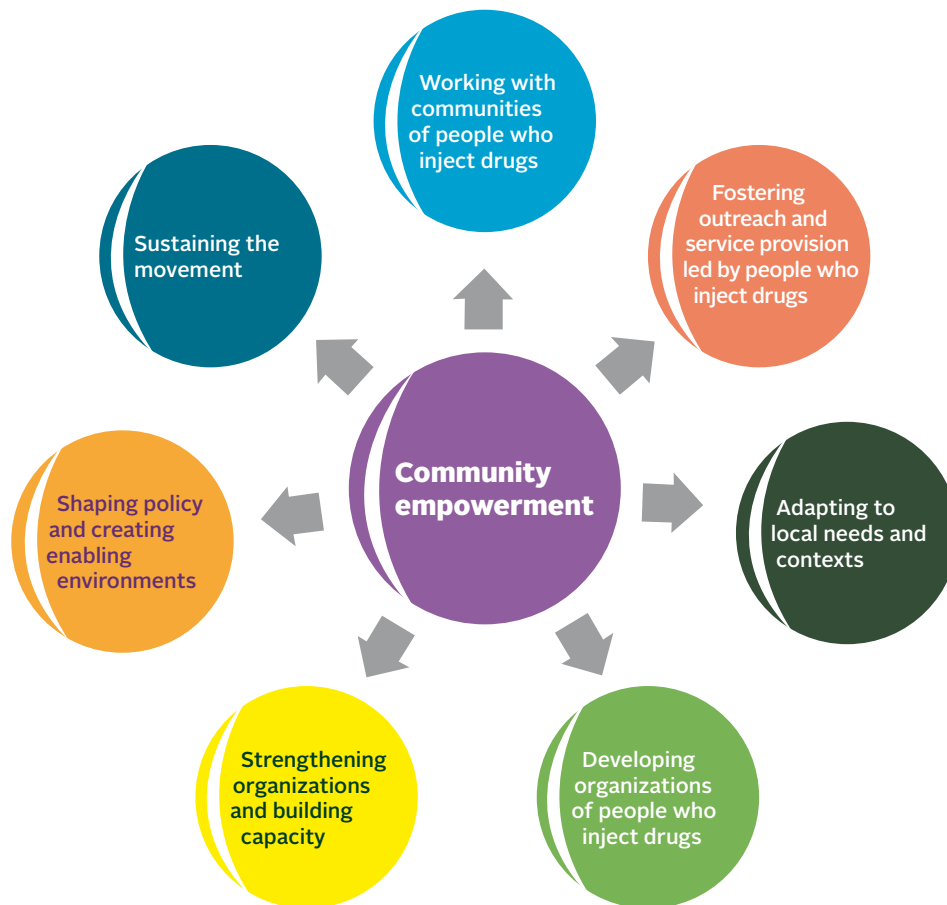 Working with
communities
of people who
inject drugs
Fostering
outreach and
service provision
led by people who
inject drugs
Adapting to
local needs and
contexts
Developing
organizations
of people who
inject drugs
Strengthening
organizations
and building
capacity
Shaping policy
and creating
enabling
environments
Sustaining the
movement
Community
empowerment